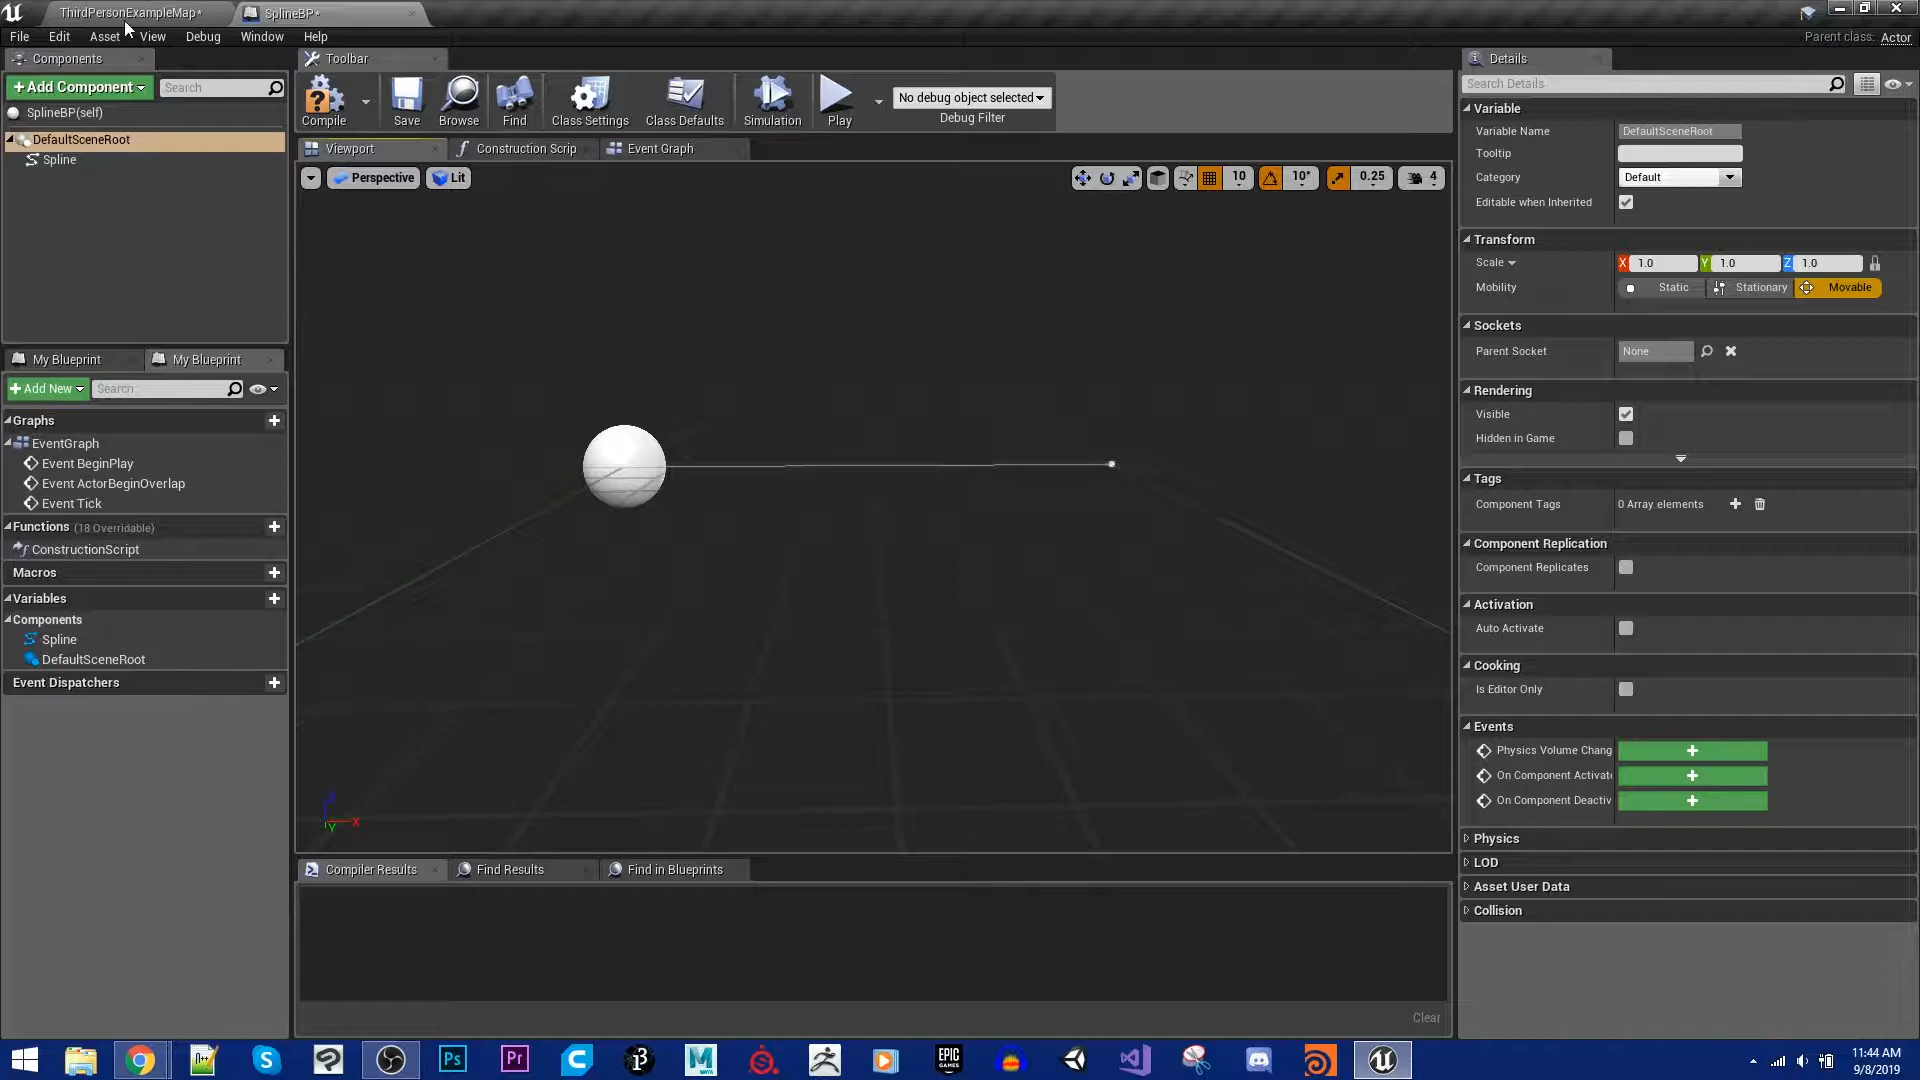 ThirdPersonExampleMap*
SplineBP*
File Edit Asset View Debug Window Help
Parent class: Actor
Components
Toolbar
Details
+Add Component
Search
Search Details
Compile
Save
Browse
Find
Class Settings
Class Defaults
Simulation
Play
No debug object selected
Debug Filter
SplineBP(self)
DefaultSceneRoot
Spline
Viewport
Construction Scrip
Event Graph
Perspective
Lit
10
10°
0.25
4
Variable
Variable Name DefaultSceneRoot
Tooltip
Category Default
Editable when Inherited
Transform
Scale X 1.0 Y 1.0 Z 1.0
Mobility Static Stationary Movable
Sockets
Parent Socket None
Rendering
Visible
Hidden in Game
Tags
Component Tags 0 Array elements
Component Replication
Component Replicates
Activation
Auto Activate
Cooking
Is Editor Only
Events
Physics Volume Chang
On Component Activat
On Component Deactiv
Physics
LOD
Asset User Data
Collision
My Blueprint
My Blueprint
+Add New
Search
Graphs
EventGraph
Event BeginPlay
Event ActorBeginOverlap
Event Tick
Functions (18 Overridable)
ConstructionScript
Macros
Variables
Components
Spline
DefaultSceneRoot
Event Dispatchers
Z
Y
X
Compiler Results
Find Results
Find in Blueprints
Clear
Ps
Pr
MAYA
EPIC GAMES
11:44 AM
9/8/2019